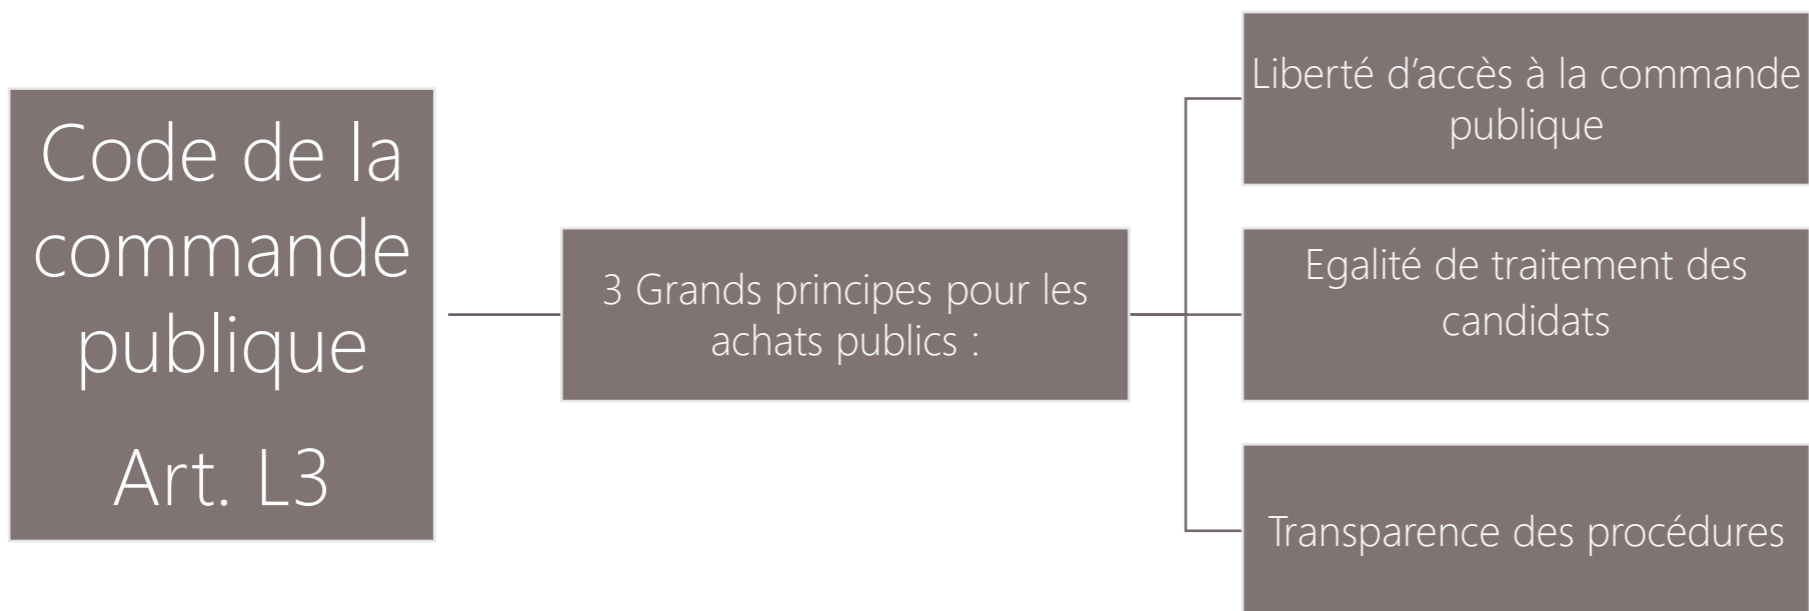 Code de la
commande
publique
Art. L3
3 Grands principes pour les
achats publics :
Liberté d’accès à la commande
publique
Egalité de traitement des
candidats
Transparence des procédures